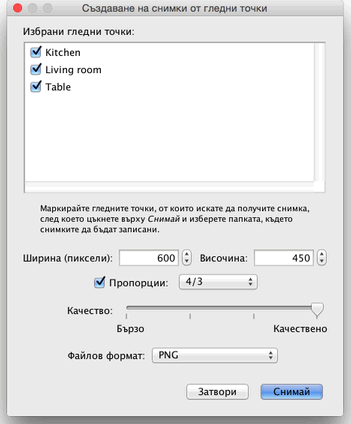 Създаване на снимки от гледни точки
Избрани гледни точки:
Kitchen
Living room
Table
Маркирайте гледните точки, от които искате да получите снимка,
след което цъкнете върху Снимай и изберете папката, където
снимките да бъдат записани.
Ширина (пиксели): 600 Височина: 450
Пропорции: 4/3
Качество:
Бързо Качествено
Файлов формат: PNG
Затвори Снимай